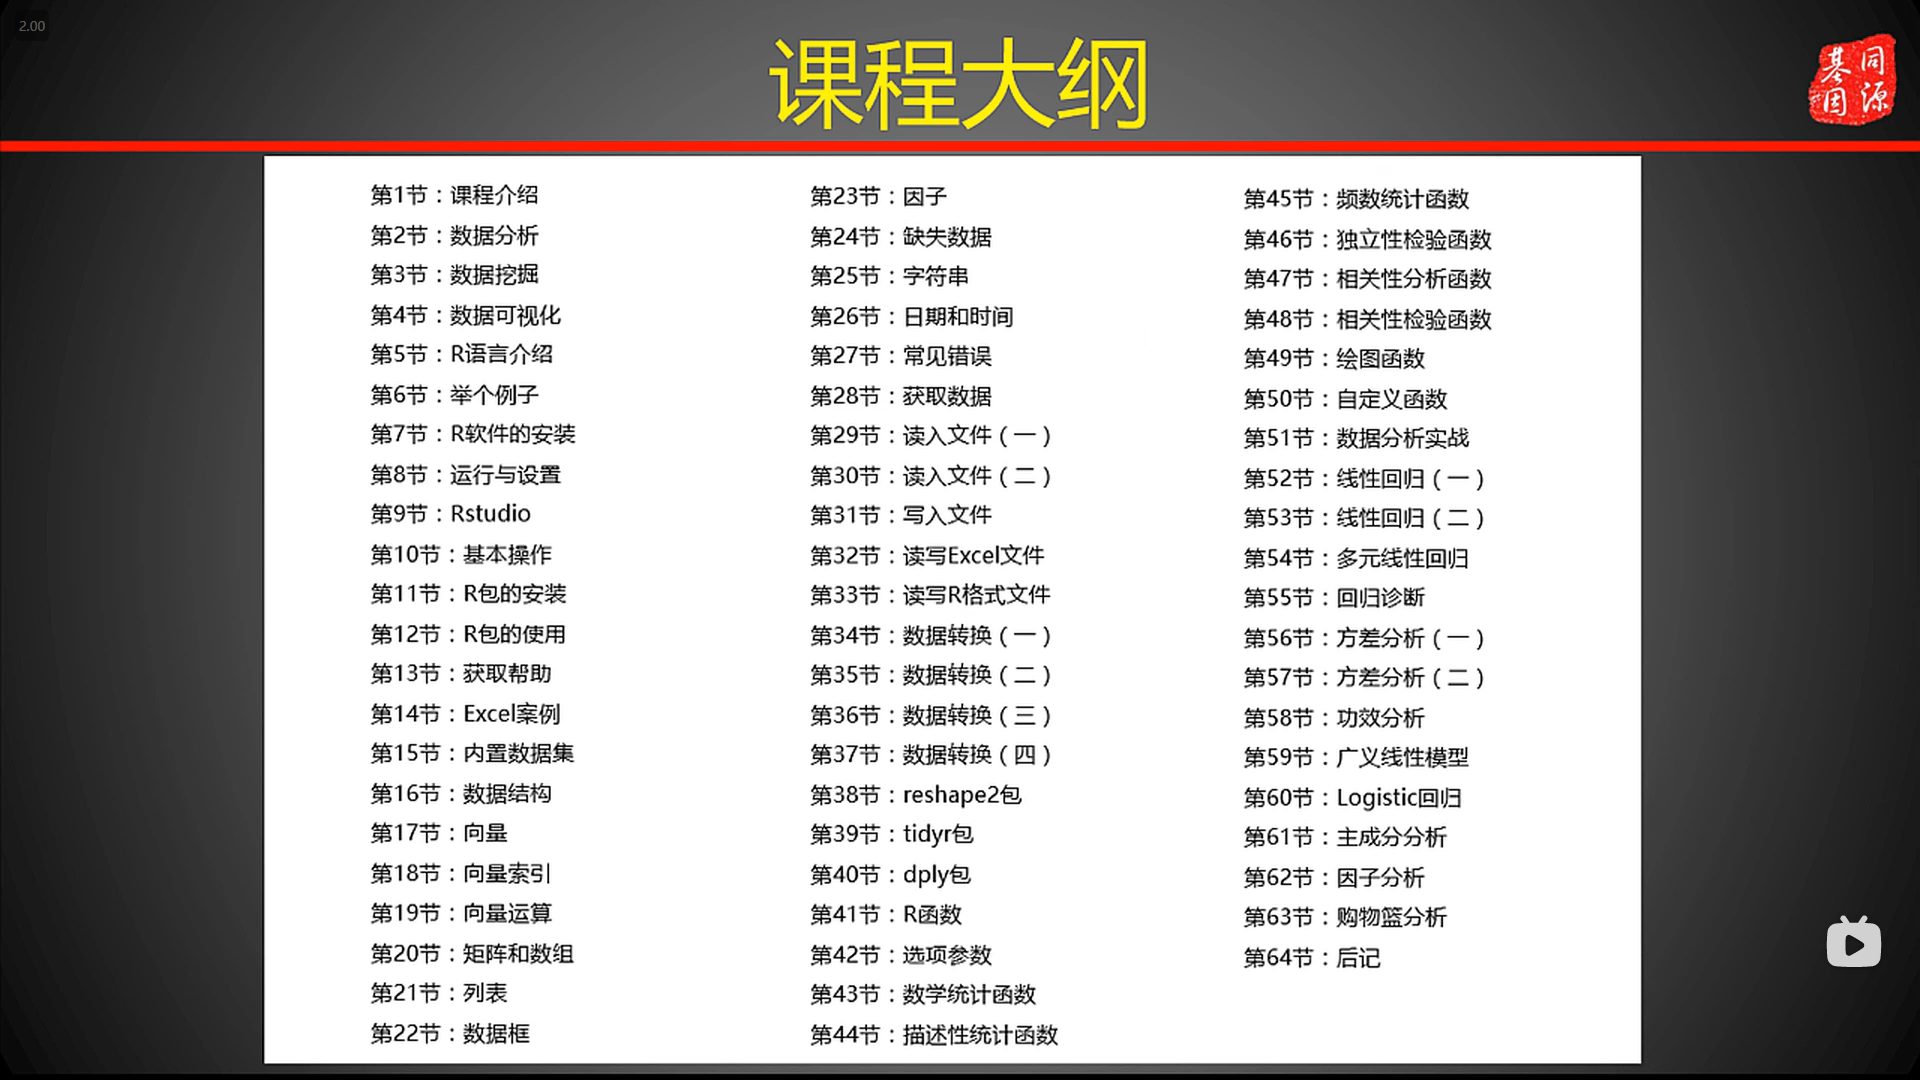 2.00
课程大纲
同源
基因
第1节：课程介绍
第2节：数据分析
第3节：数据挖掘
第4节：数据可视化
第5节：R语言介绍
第6节：举个例子
第7节：R软件的安装
第8节：运行与设置
第9节：Rstudio
第10节：基本操作
第11节：R包的安装
第12节：R包的使用
第13节：获取帮助
第14节：Excel案例
第15节：内置数据集
第16节：数据结构
第17节：向量
第18节：向量索引
第19节：向量运算
第20节：矩阵和数组
第21节：列表
第22节：数据框
第23节：因子
第24节：缺失数据
第25节：字符串
第26节：日期和时间
第27节：常见错误
第28节：获取数据
第29节：读入文件（一）
第30节：读入文件（二）
第31节：写入文件
第32节：读写Excel文件
第33节：读写R格式文件
第34节：数据转换（一）
第35节：数据转换（二）
第36节：数据转换（三）
第37节：数据转换（四）
第38节：reshape2包
第39节：tidyr包
第40节：dply包
第41节：R函数
第42节：选项参数
第43节：数学统计函数
第44节：描述性统计函数
第45节：频数统计函数
第46节：独立性检验函数
第47节：相关性分析函数
第48节：相关性检验函数
第49节：绘图函数
第50节：自定义函数
第51节：数据分析实战
第52节：线性回归（一）
第53节：线性回归（二）
第54节：多元线性回归
第55节：回归诊断
第56节：方差分析（一）
第57节：方差分析（二）
第58节：功效分析
第59节：广义线性模型
第60节：Logistic回归
第61节：主成分分析
第62节：因子分析
第63节：购物篮分析
第64节：后记